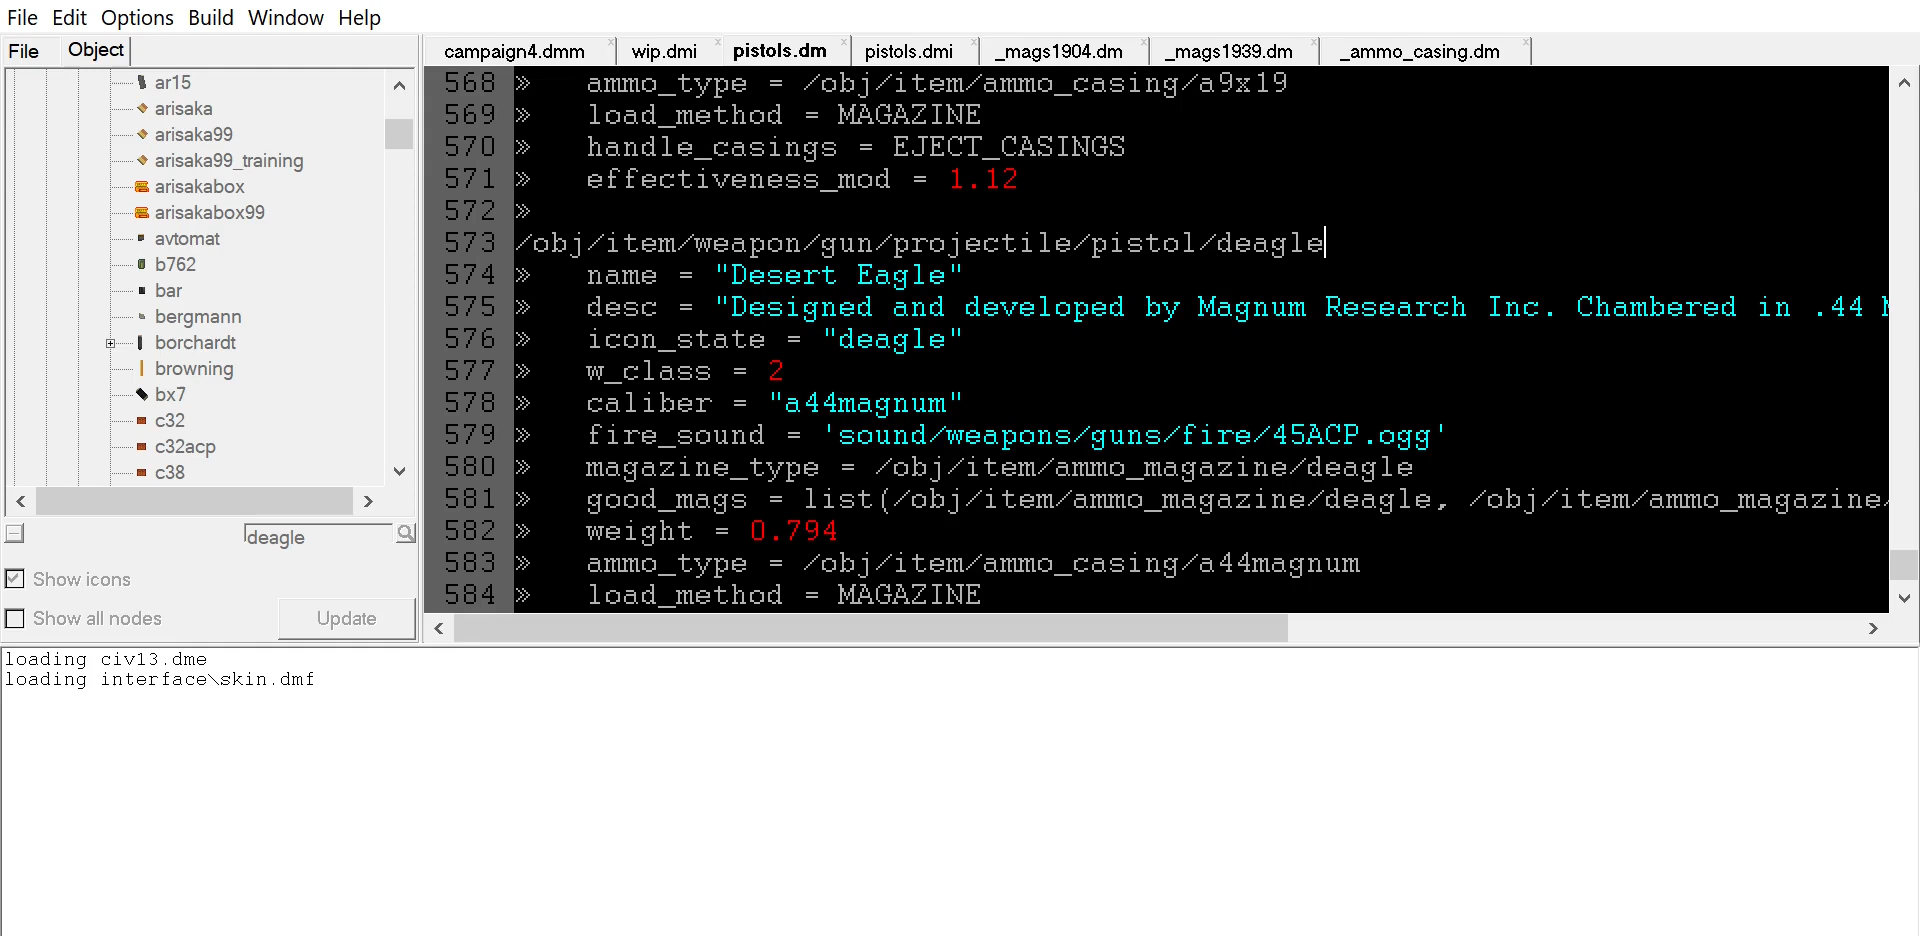 File Edit Options Build Window Help
File Object
campaign4.dmm wip.dmi pistols.dm pistols.dmi _mags1904.dm _mags1939.dm _ammo_casing.dm
ar15
arisaka
arisaka99
arisaka99_training
arisakabox
arisakabox99
avtomat
b762
bar
bergmann
borchardt
browning
bx7
c32
c32acp
c38
deagle
Show icons
Show all nodes
Update
568 » ammo_type = /obj/item/ammo_casing/a9x19
569 » load_method = MAGAZINE
570 » handle_casings = EJECT_CASINGS
571 » effectiveness_mod = 1.12
572 »
573 /obj/item/weapon/gun/projectile/pistol/deagle
574 » name = "Desert Eagle"
575 » desc = "Designed and developed by Magnum Research Inc. Chambered in .44
576 » icon_state = "deagle"
577 » w_class = 2
578 » caliber = "a44magnum"
579 » fire_sound = 'sound/weapons/guns/fire/45ACP.ogg'
580 » magazine_type = /obj/item/ammo_magazine/deagle
581 » good_mags = list(/obj/item/ammo_magazine/deagle, /obj/item/ammo_magazine/
582 » weight = 0.794
583 » ammo_type = /obj/item/ammo_casing/a44magnum
584 » load_method = MAGAZINE
loading civ13.dme
loading interface\skin.dmf